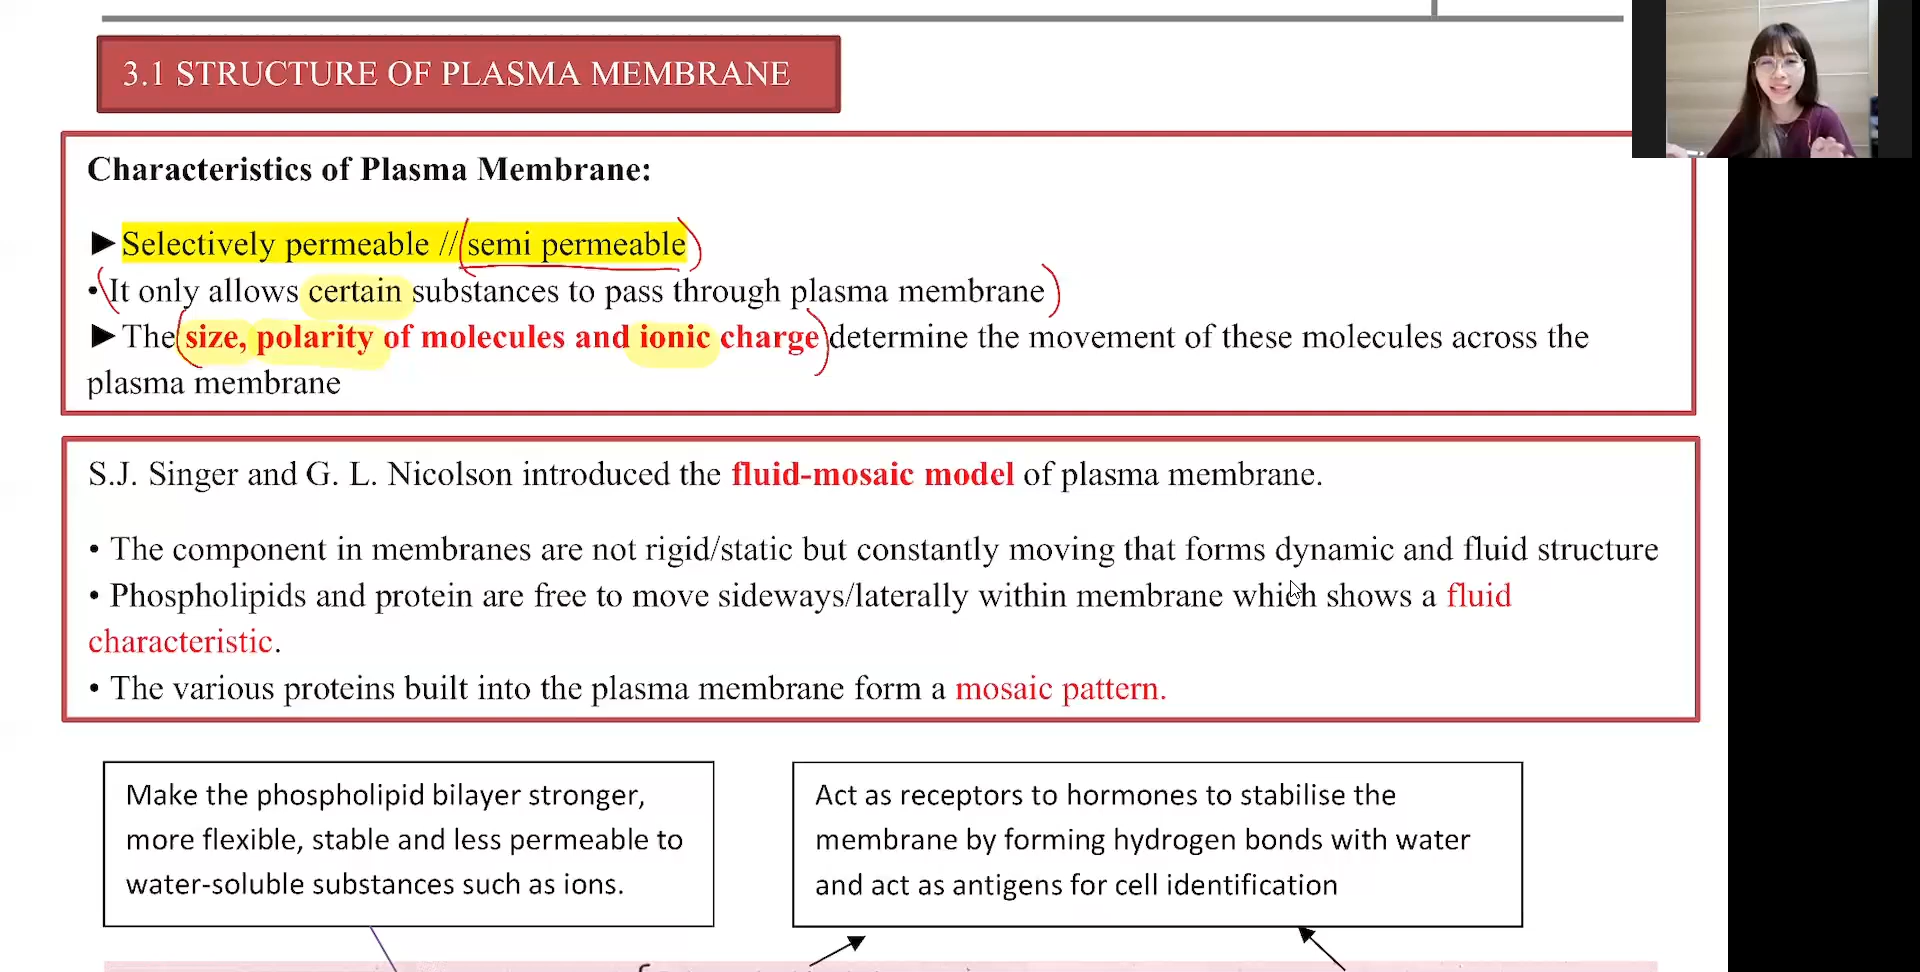 3.1 STRUCTURE OF PLASMA MEMBRANE
Characteristics of Plasma Membrane:
►Selectively permeable // semi permeable
• It only allows certain substances to pass through plasma membrane
►The size, polarity of molecules and ionic charge determine the movement of these molecules across the
plasma membrane
S.J. Singer and G. L. Nicolson introduced the fluid-mosaic model of plasma membrane.
• The component in membranes are not rigid/static but constantly moving that forms dynamic and fluid structure
• Phospholipids and protein are free to move sideways/laterally within membrane which shows a fluid
characteristic.
• The various proteins built into the plasma membrane form a mosaic pattern.
Make the phospholipid bilayer stronger,
more flexible, stable and less permeable to
water-soluble substances such as ions.
Act as receptors to hormones to stabilise the
membrane by forming hydrogen bonds with water
and act as antigens for cell identification